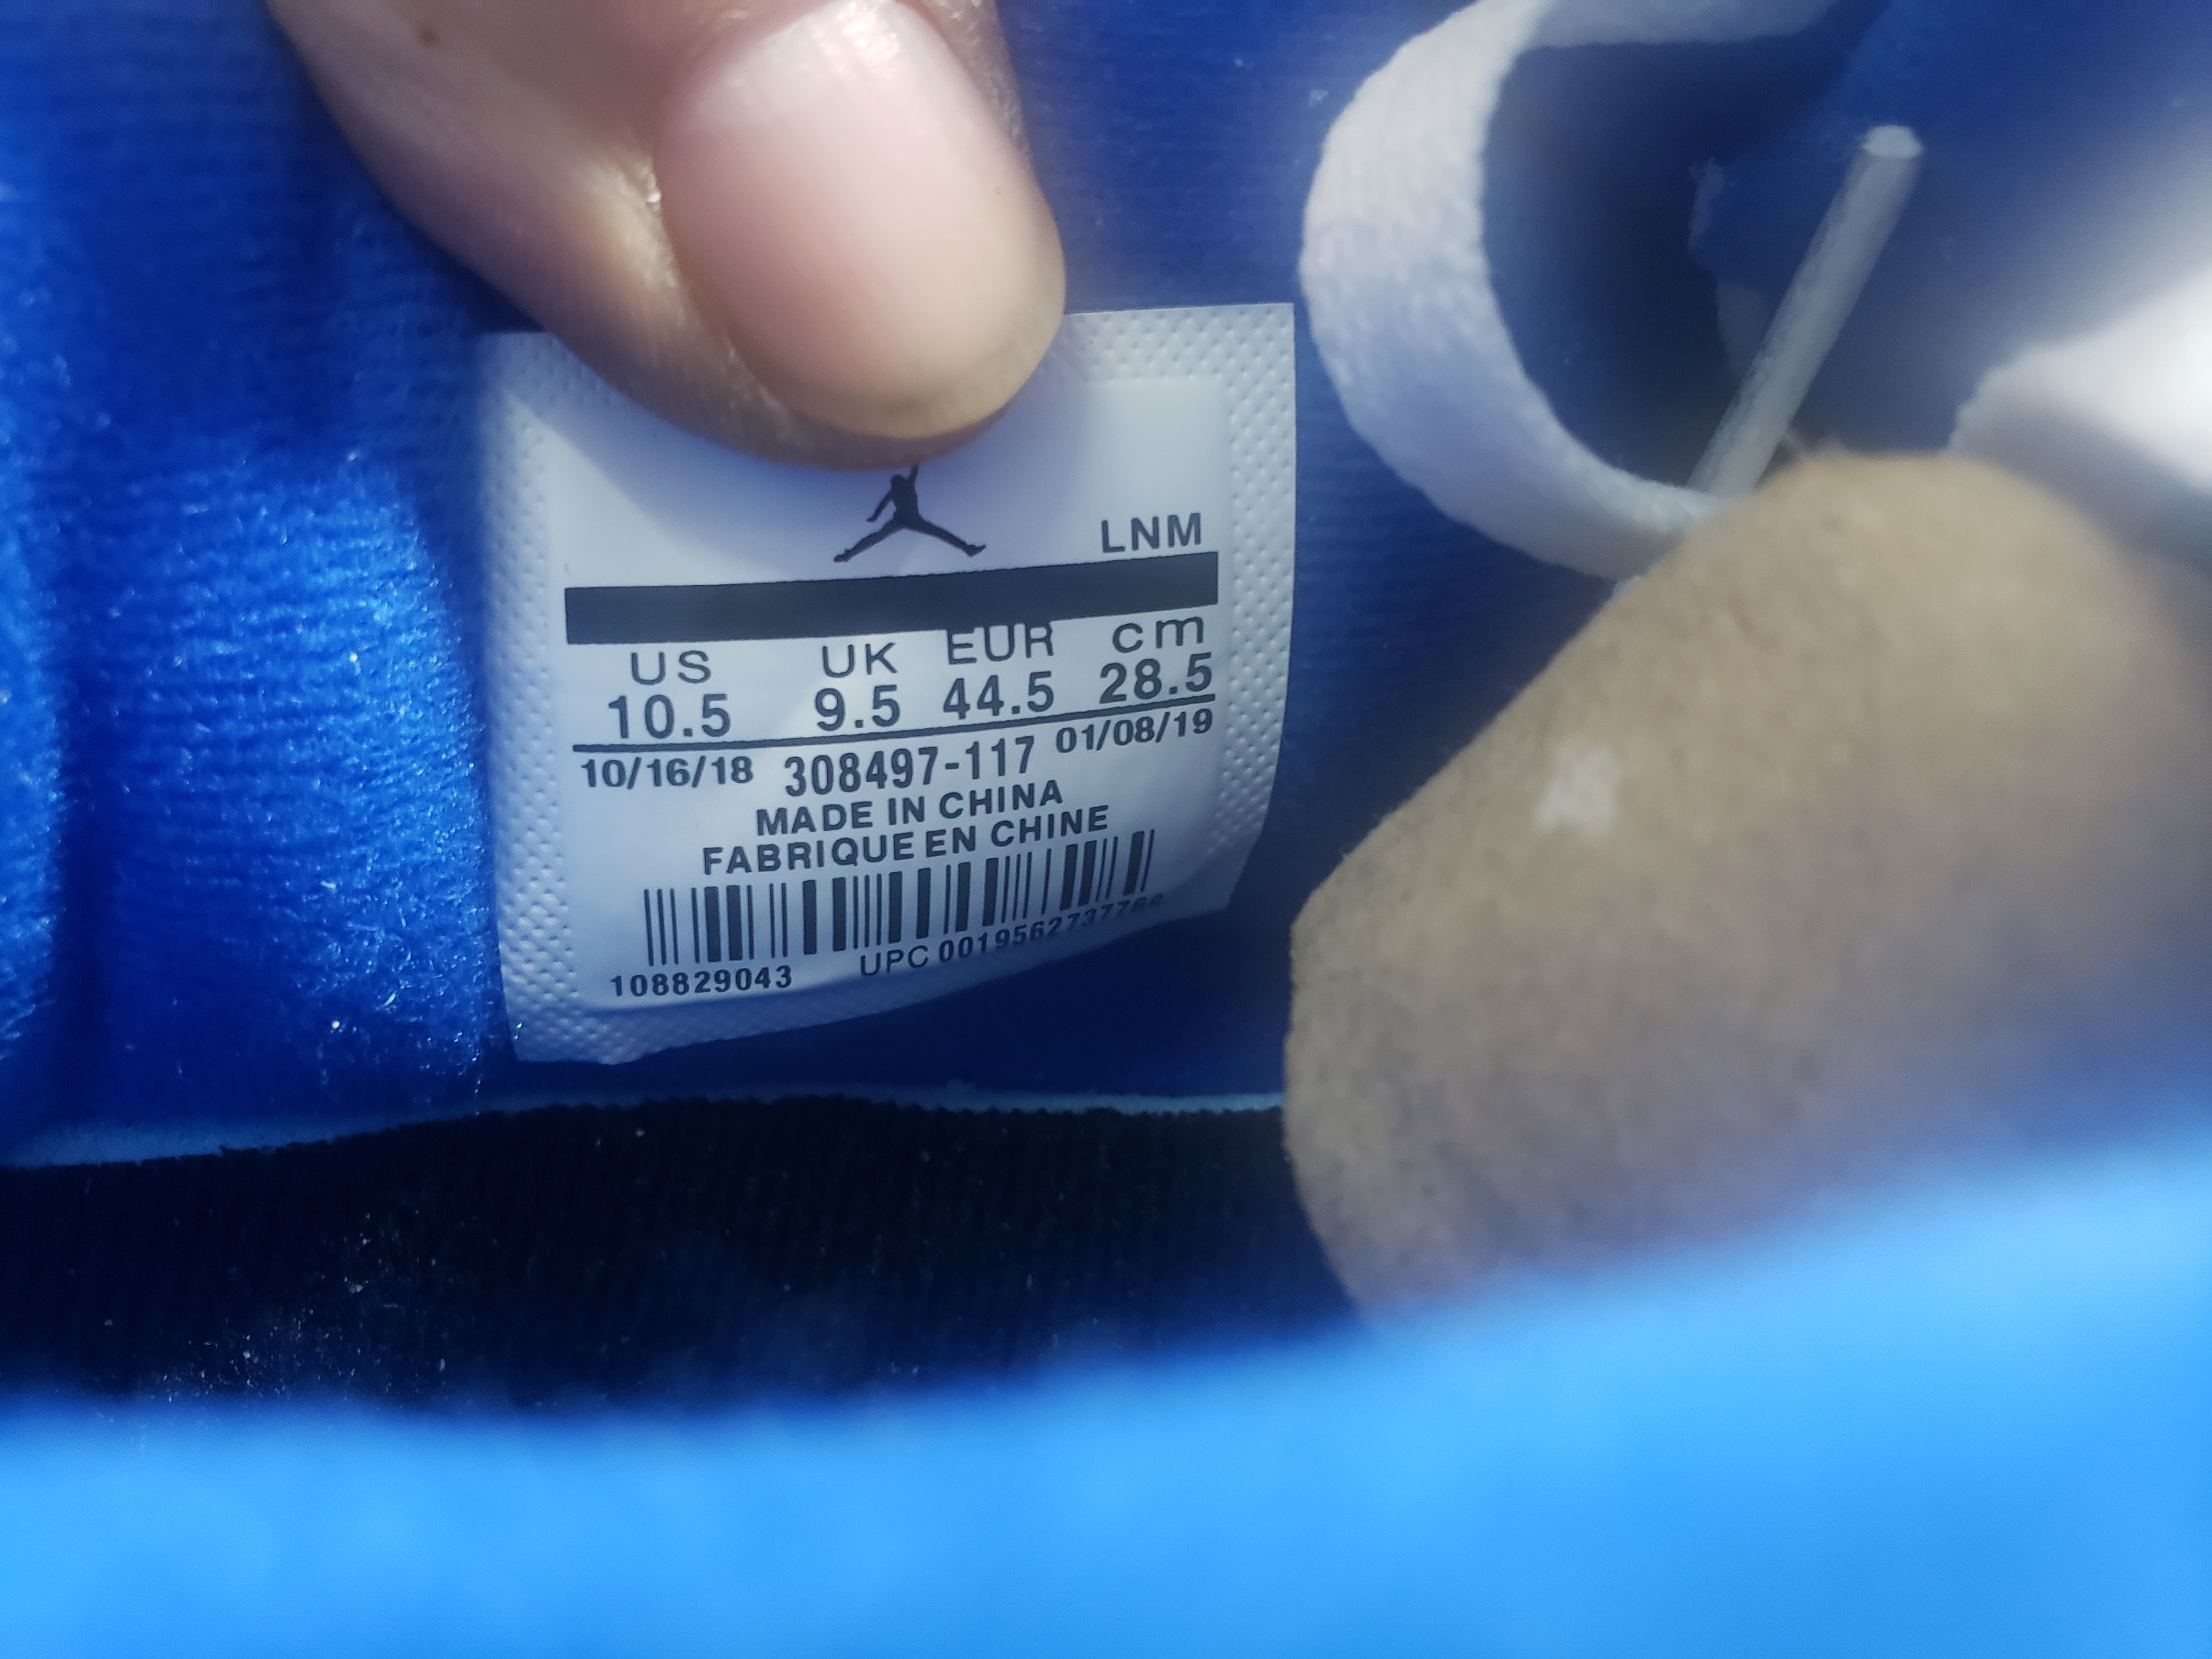 LNM
US UK EUR cm
10.5 9.5 44.5 28.5
10/16/18 308497-117 01/08/19
MADE IN CHINA
FABRIQUE EN CHINE
108829043 UPC